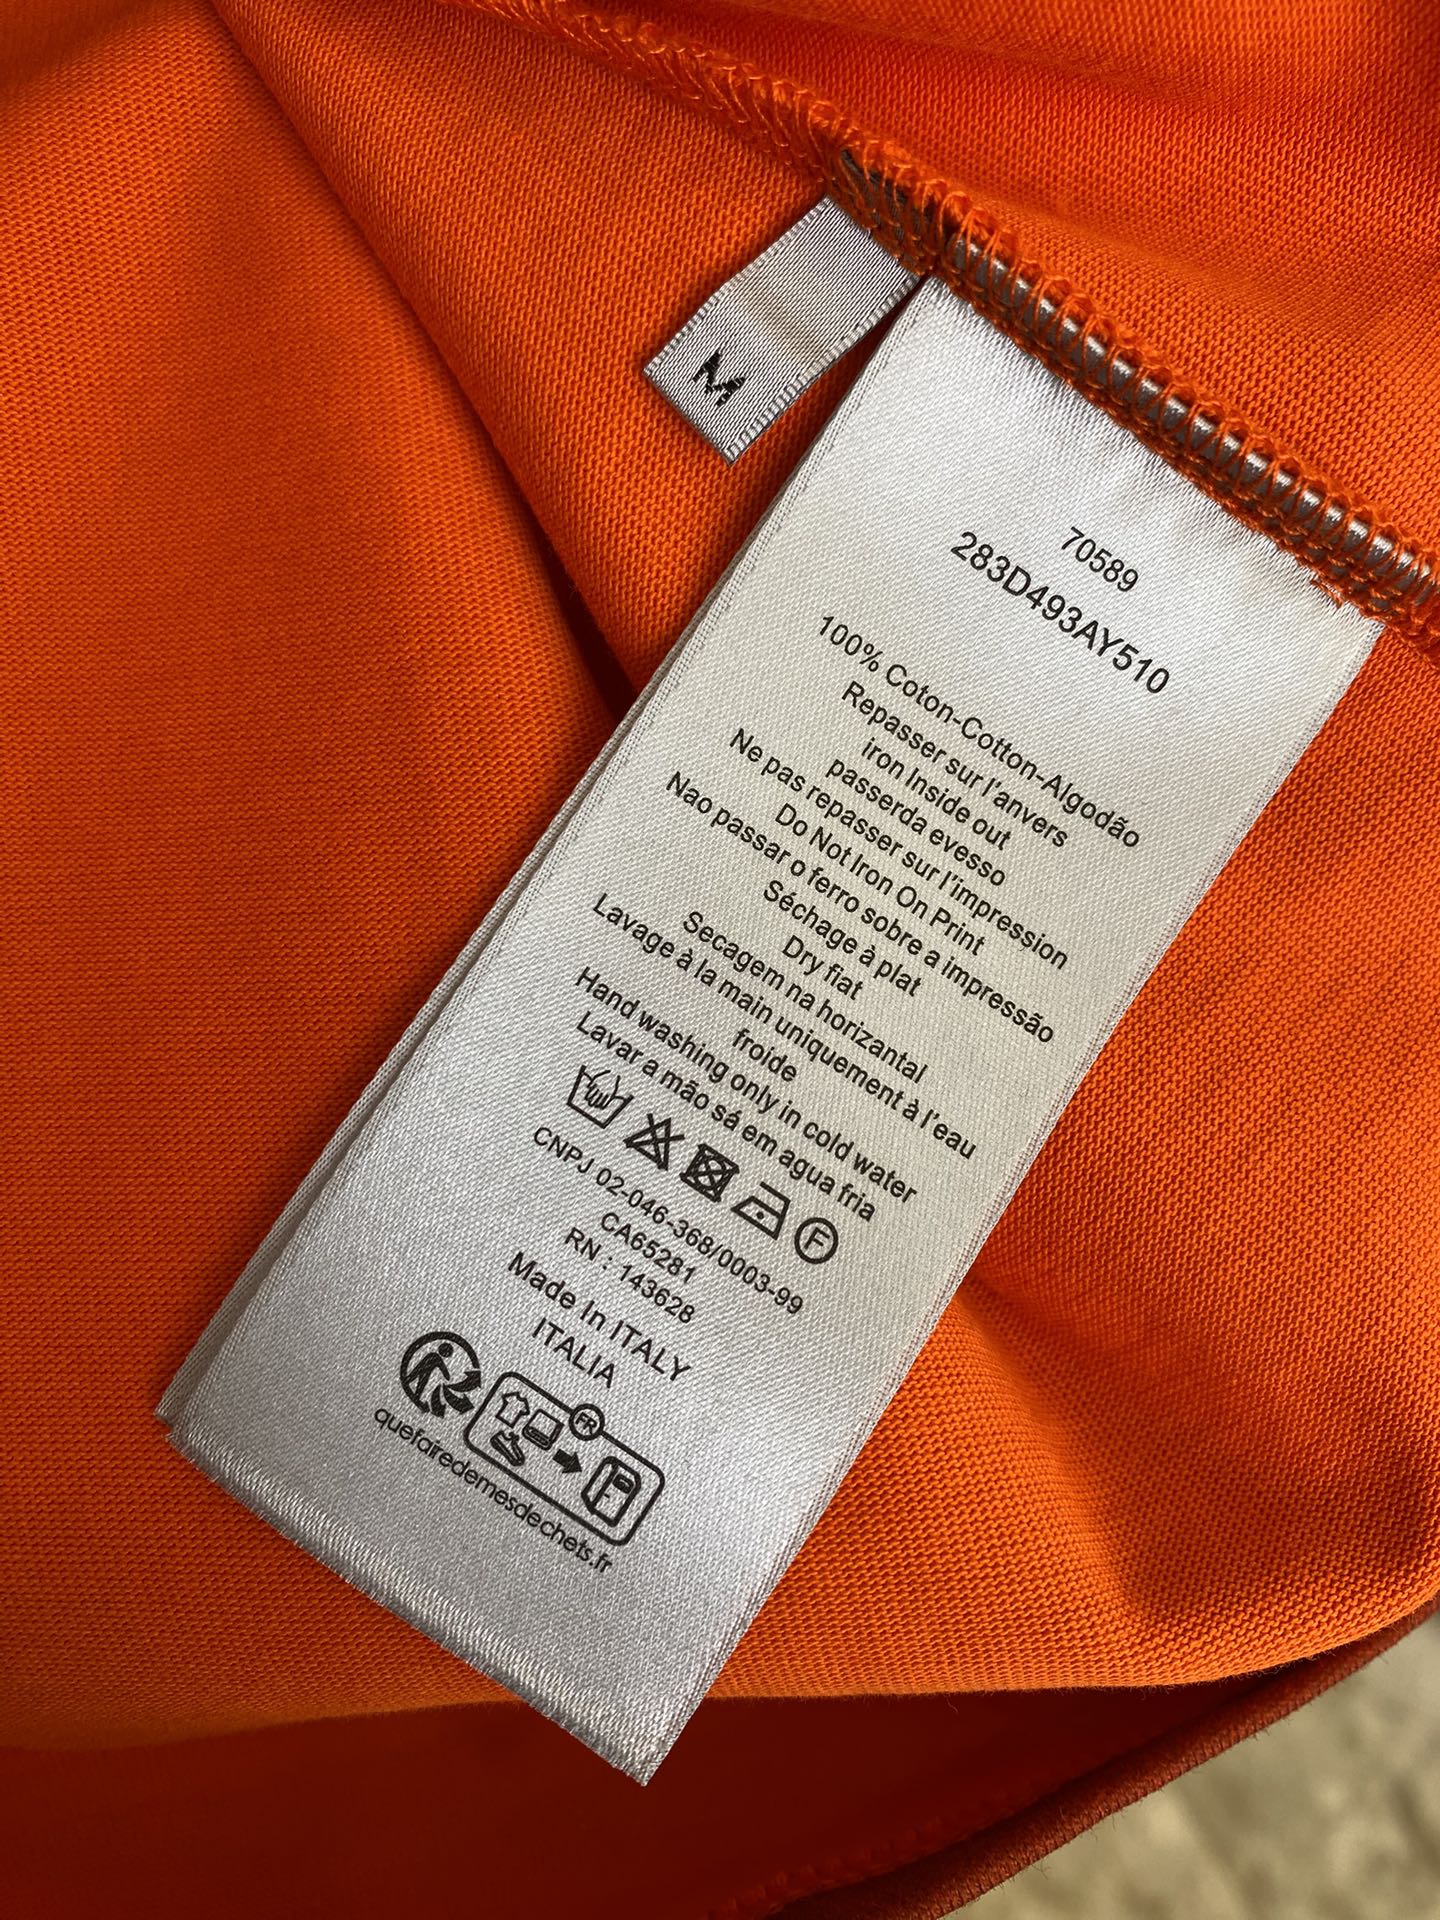 M
70589
283D493AY510
100% Coton-Cotton-Algodão
Repasser sur l'anvers
iron Inside out
passerda evesso
Ne pas repasser sur l'impression
Do Not Iron On Print
Nao passar o ferro sobre a impressão
Séchage à plat
Dry flat
Secagem na horizantal
Lavage à la main uniquement à l'eau
froide
Hand washing only in cold water
Lavar a mão sá em agua fria
F
CNPJ 02-046-368/0003-99
CA65281
RN : 143628
Made In ITALY
ITALIA
FR
quefairedemesdechets.fr